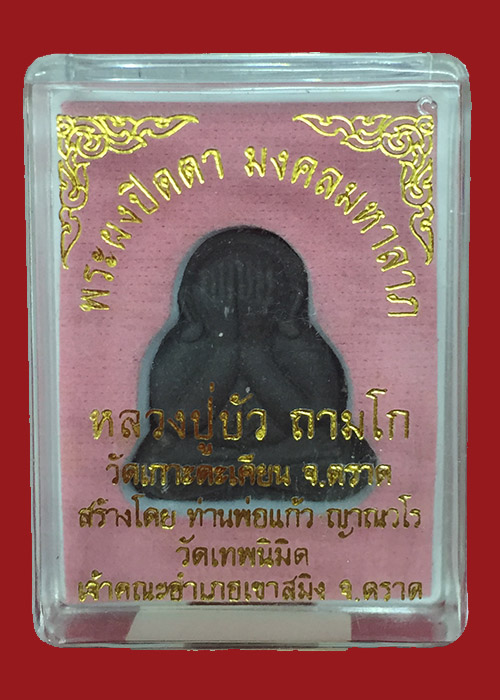 พระผงปิดตา มงคลมหาลาภ
หลวงปู่บัว ถามโก
วัดเกาะตะเคียน จ.ตราด
สร้างโดย ท่านพ่อแก้ว ญาณวโร
วัดเทพนิมิต
เจ้าคณะอำเภอเขาสมิง จ.ตราด